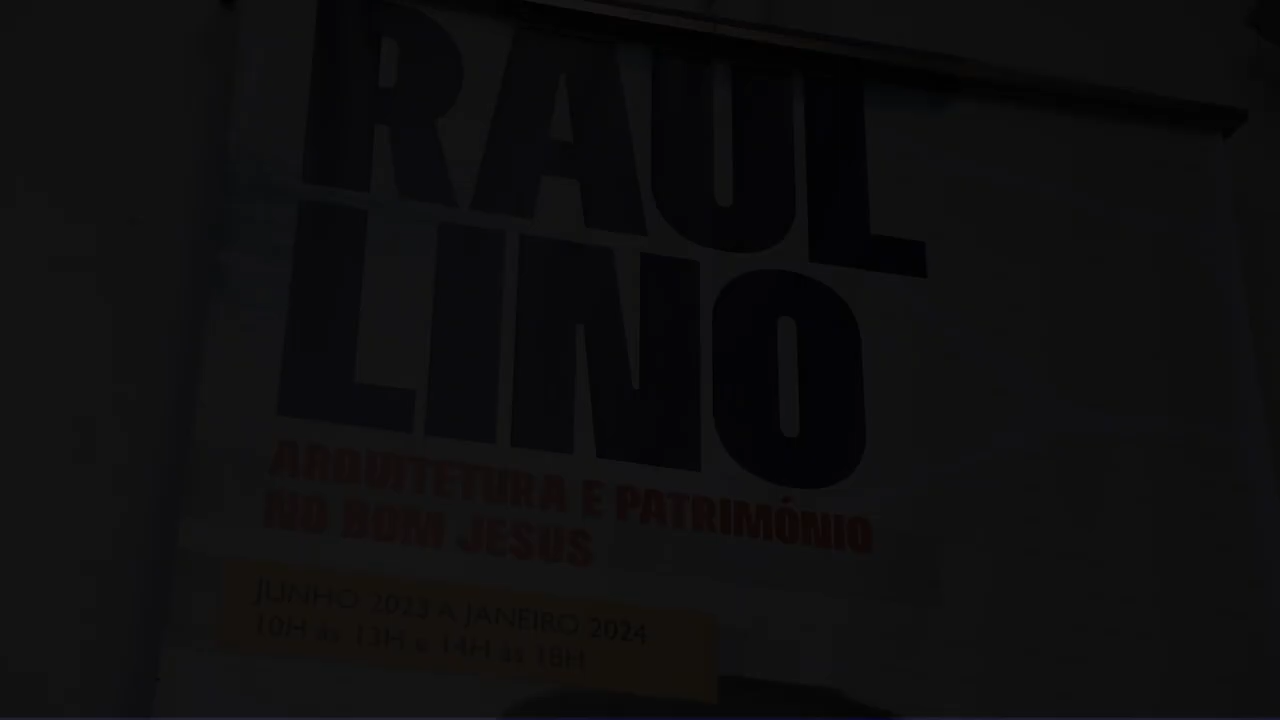 RAUL
LINO
ARQUITETURA E PATRIMÓNIO
NO BOM JESUS
JUNHO 2023 A JANEIRO 2024
10H às 13H e 14H às 18H